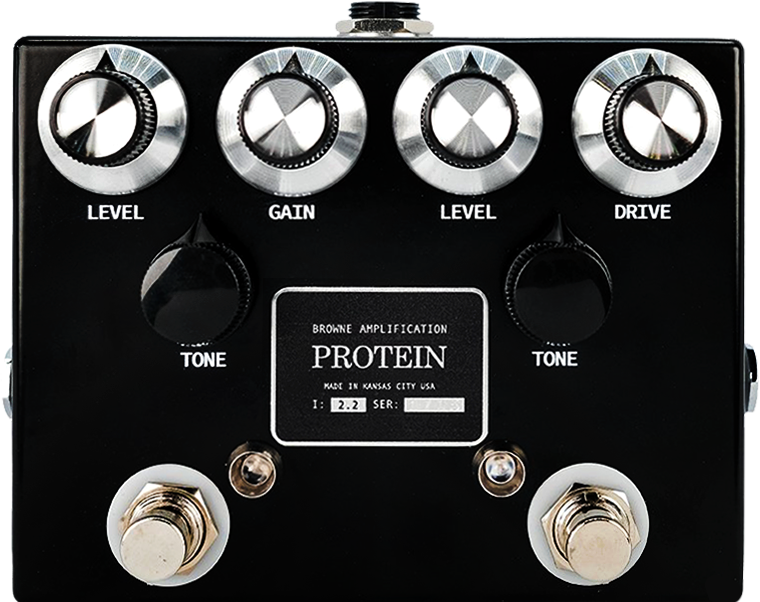 LEVEL GAIN LEVEL DRIVE
TONE TONE
BROWNE AMPLIFICATION
PROTEIN
MADE IN KANSAS CITY USA
I: 2.2 SER: